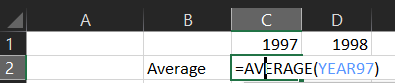 A B C D
1 1997 1998
2 Average =AVERAGE(YEAR97)